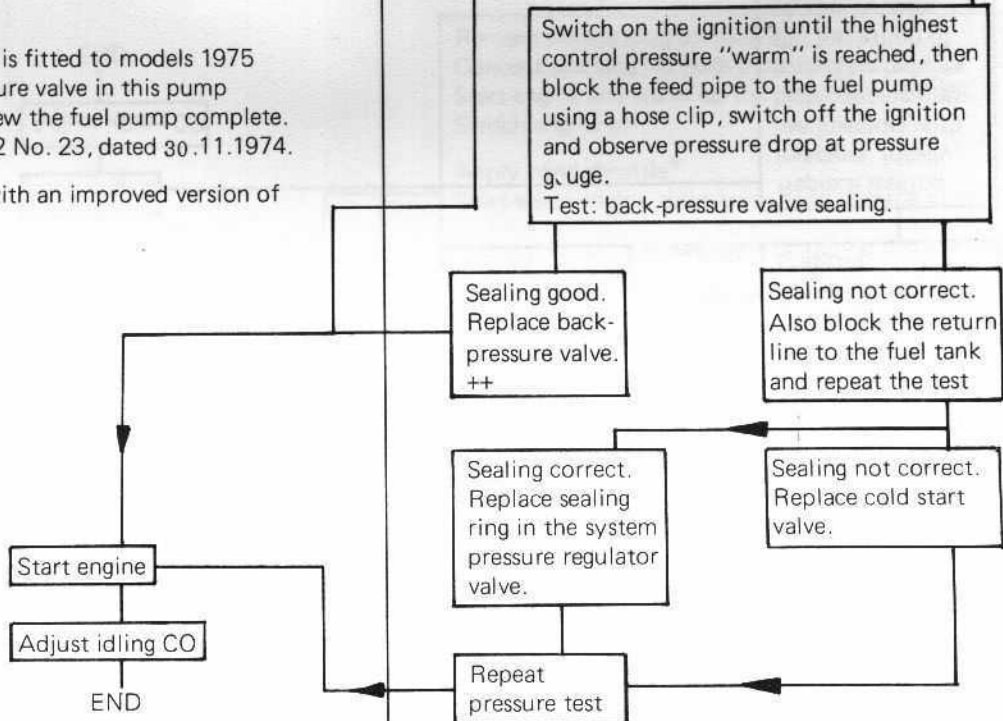 is fitted to models 1975
ure valve in this pump
ew the fuel pump complete.
2 No. 23, dated 30.11.1974.
ith an improved version of
Switch on the ignition until the highest
control pressure "warm" is reached, then
block the feed pipe to the fuel pump
using a hose clip, switch off the ignition
and observe pressure drop at pressure
gauge.
Test: back-pressure valve sealing.
Sealing good.
Replace back-
pressure valve.
++
Sealing not correct.
Also block the return
line to the fuel tank
and repeat the test
Sealing correct.
Replace sealing
ring in the system
pressure regulator
valve.
Sealing not correct.
Replace cold start
valve.
Start engine
Adjust idling CO
END
Repeat
pressure test